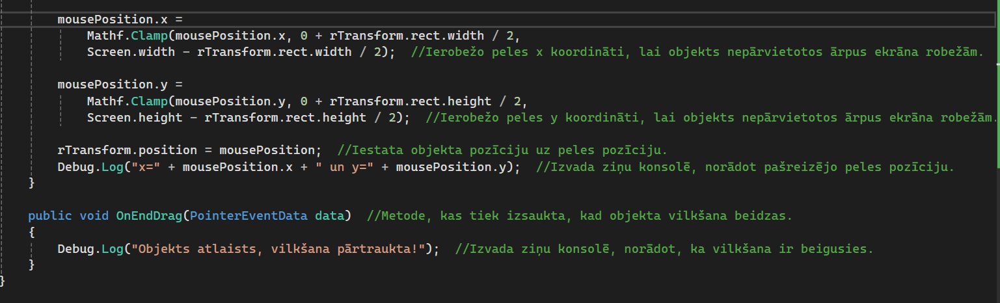 mousePosition.x =
Mathf.Clamp(mousePosition.x, 0 + rTransform.rect.width / 2,
Screen.width - rTransform.rect.width / 2);  //Ierobežo peles x koordināti, lai objekts nepārvietotos ārpus ekrāna robežām.
mousePosition.y =
Mathf.Clamp(mousePosition.y, 0 + rTransform.rect.height / 2,
Screen.height - rTransform.rect.height / 2);  //Ierobežo peles y koordināti, lai objekts nepārvietotos ārpus ekrāna robežām.
rTransform.position = mousePosition;  //Iestata objekta pozīciju uz peles pozīciju.
Debug.Log("x=" + mousePosition.x + " un y=" + mousePosition.y);  //Izvada ziņu konsolē, norādot pašreizējo peles pozīciju.
}
public void OnEndDrag(PointerEventData data)  //Metode, kas tiek izsaukta, kad objekta vilkšana beidzas.
{
Debug.Log("Objekts atlaists, vilkšana pārtraukta!");  //Izvada ziņu konsolē, norādot, ka vilkšana ir beigusies.
}
}